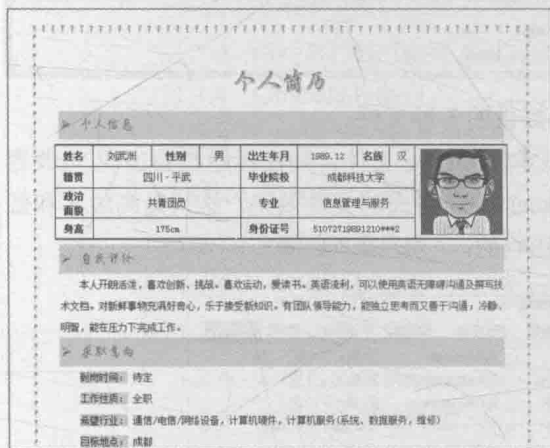 个人简历
个人信息
姓名 刘武洲 性别 男 出生年月 1989.12 名族 汉
籍贯 四川-平武 毕业院校 成都科技大学
政治面貌 共青团员 专业 信息管理与服务
身高 175cm 身份证号 51072719891210***2
自我评价
本人开朗活泼，喜欢创新、挑战。喜欢运动，爱读书。英语流利，可以使用英语无障碍沟通及撰写技
术文档。对新鲜事物充满好奇心，乐于接受新知识。有团队领导能力，能独立思考而又善于沟通；冷静、
明智，能在压力下完成工作。
求职意向
到岗时间：待定
工作性质：全职
希望行业：通信/电信/网络设备，计算机硬件，计算机服务(系统、数据服务，维修)
目标地点：成都